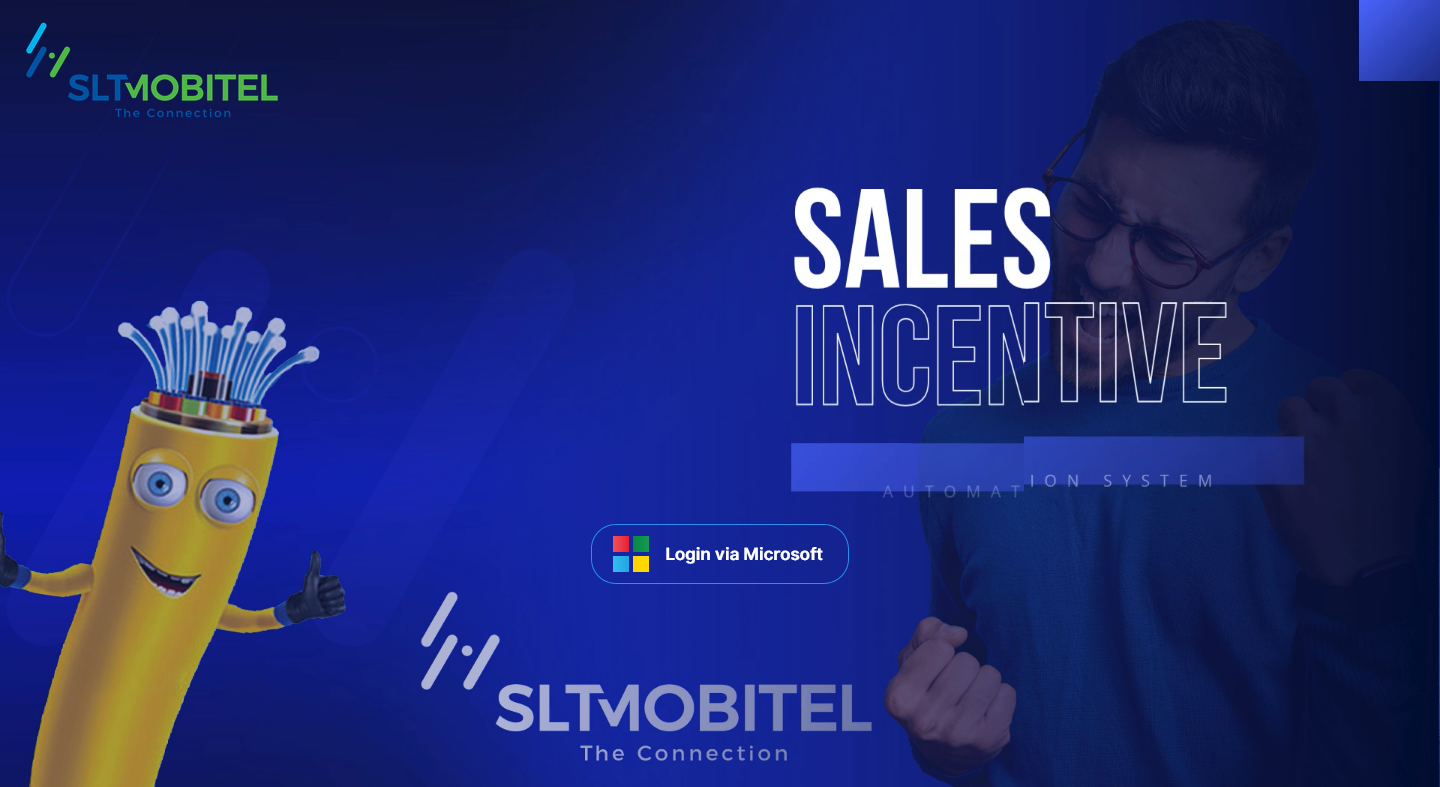 SLTMOBITEL
The Connection
SALES
INCENTIVE
AUTOMATION SYSTEM
Login via Microsoft
SLTMOBITEL
The Connection